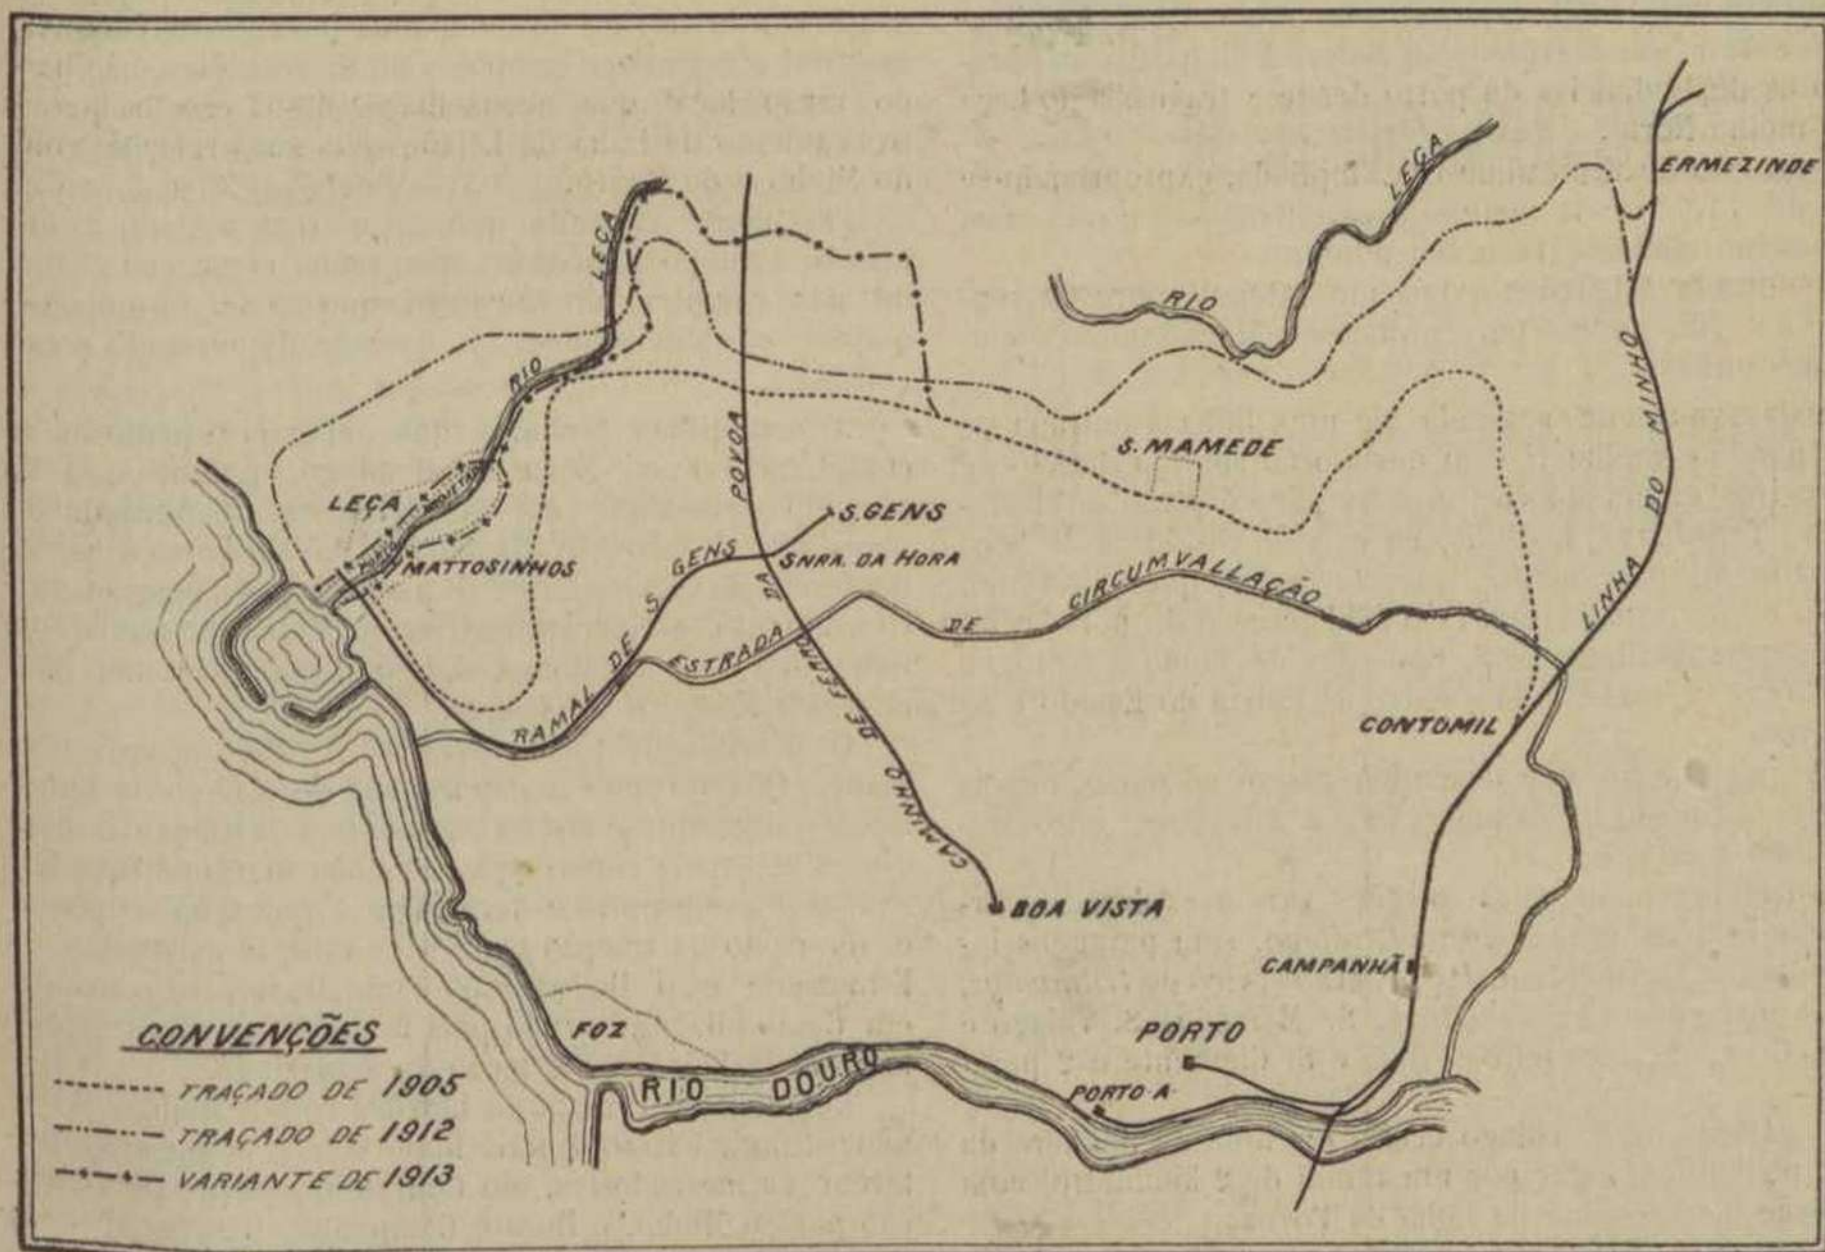 ERMEZINDE
RIO LEÇA
RIO LEÇA
LINHA DO MINHO
S. MAMEDE
LEÇA
PORTO PROJETADO
MATTOSINHOS
S. GENS
SNRA. DA HORA
CAMINHO DE FERRO DA POVOA
RAMAL DE S. GENS
ESTRADA DE CIRCUMVALLAÇÃO
CONTOMIL
BOA VISTA
CAMPANHÃ
PORTO
PORTO-A
FOZ
RIO DOURO
CONVENÇÕES
TRAÇADO DE 1905
TRAÇADO DE 1912
VARIANTE DE 1913